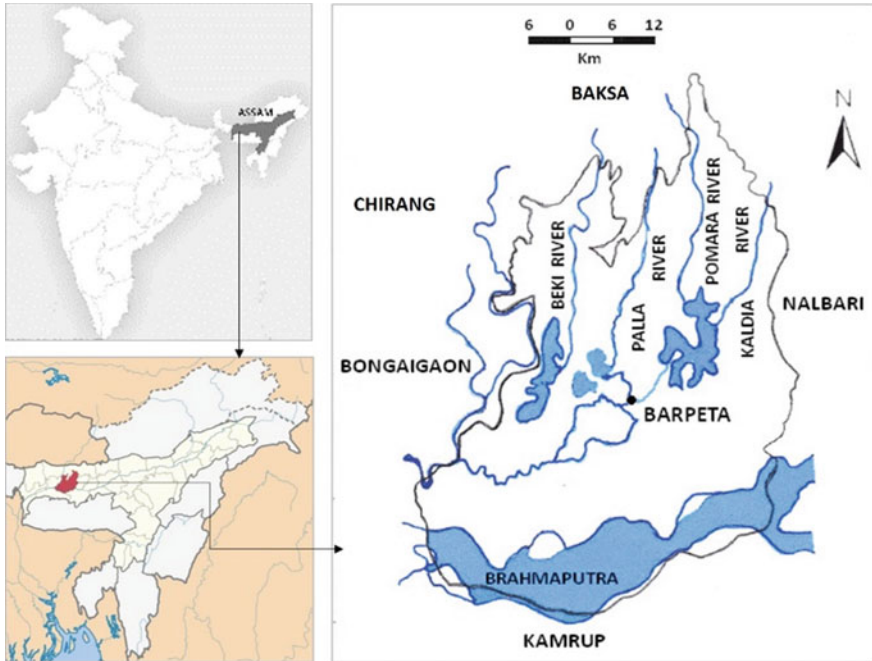 ASSAM
6 0 12
Km
N
BAKSA
CHIRANG
BEKI RIVER
PALLA RIVER
POMARA RIVER
KALDIA RIVER
NALBARI
BONGAIGAON
BARPETA
BRAHMAPUTRA
KAMRUP